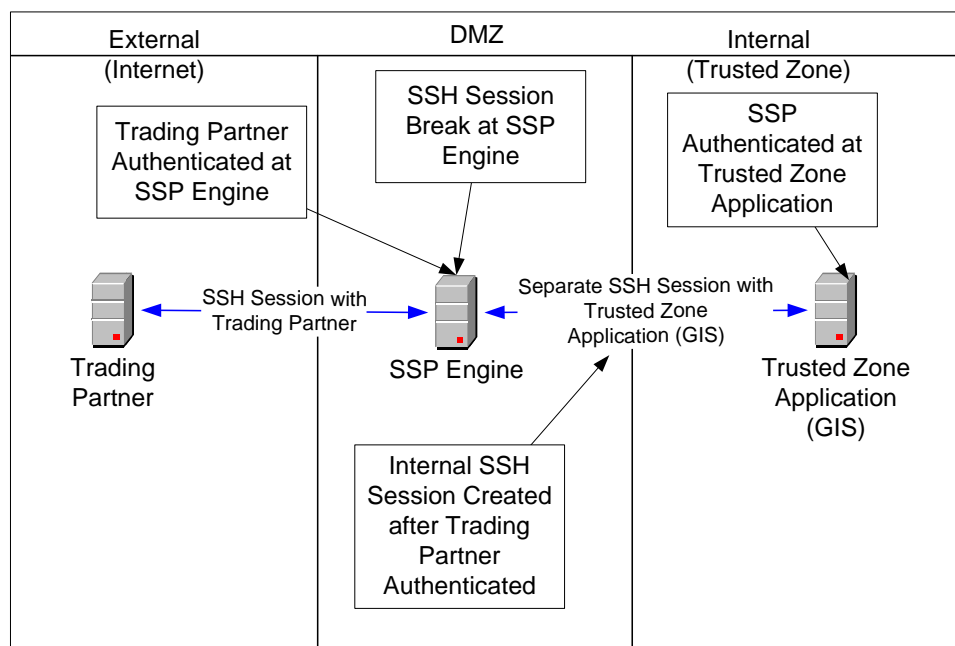 External
(Internet)
DMZ
Internal
(Trusted Zone)
Trading Partner
Authenticated at
SSP Engine
SSH Session
Break at SSP
Engine
SSP
Authenticated at
Trusted Zone
Application
SSH Session with
Trading Partner
Separate SSH Session with
Trusted Zone
Application (GIS)
Trading
Partner
SSP Engine
Trusted Zone
Application
(GIS)
Internal SSH
Session Created
after Trading
Partner
Authenticated